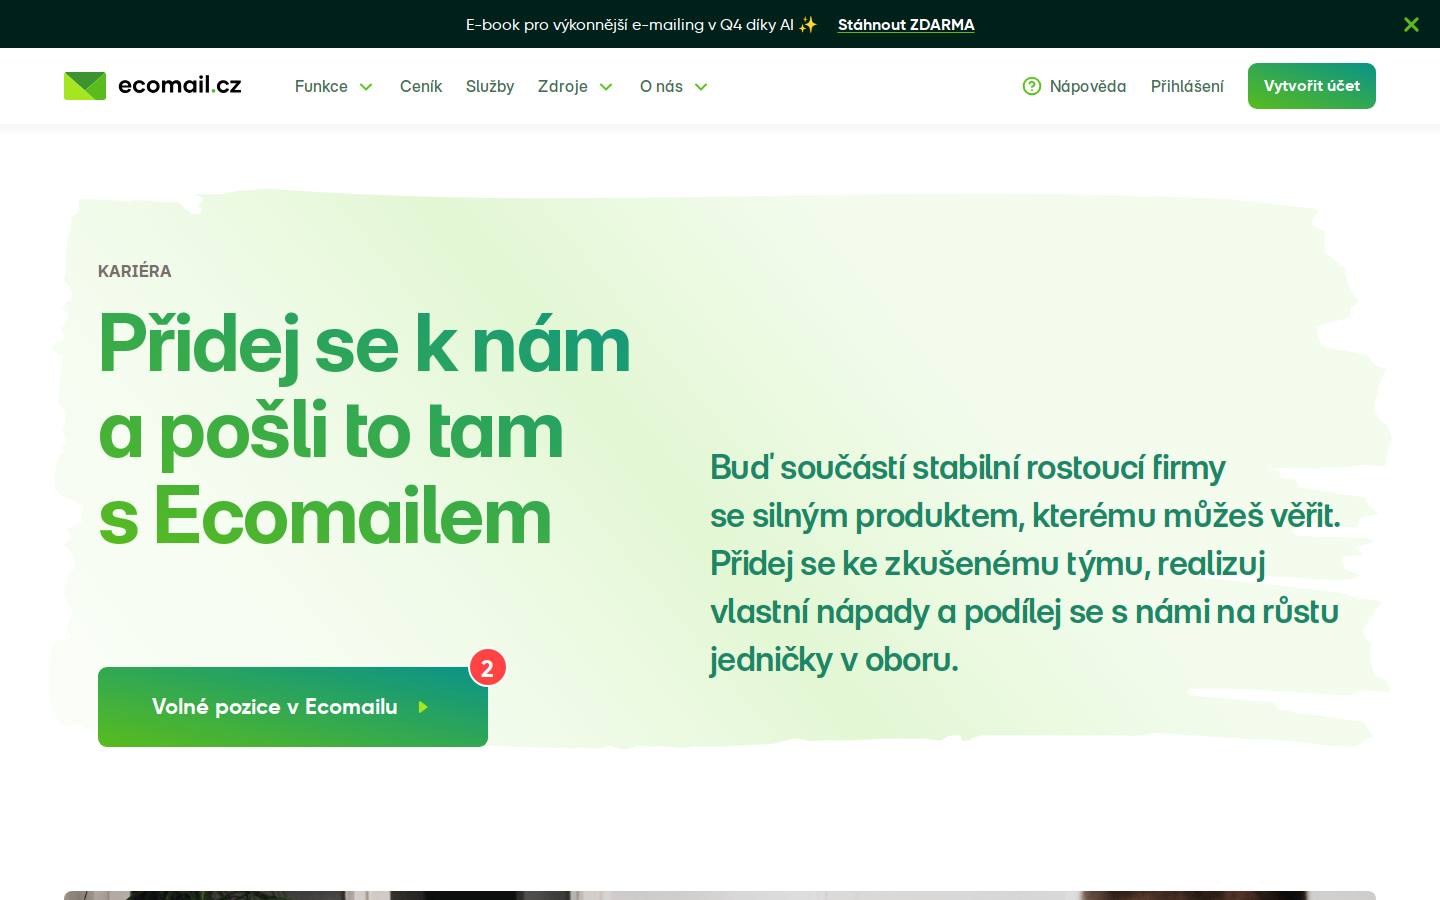 E-book pro výkonnější e-mailing v Q4 díky AI ✨ Stáhnout ZDARMA
ecomail.cz
Funkce
Ceník
Služby
Zdroje
O nás
Nápověda
Přihlášení
Vytvořit účet
KARIÉRA
Přidej se k nám
a pošli to tam
s Ecomailem
Buď součástí stabilní rostoucí firmy
se silným produktem, kterému můžeš věřit.
Přidej se ke zkušenému týmu, realizuj
vlastní nápady a podílej se s námi na růstu
jedničky v oboru.
Volné pozice v Ecomailu
2